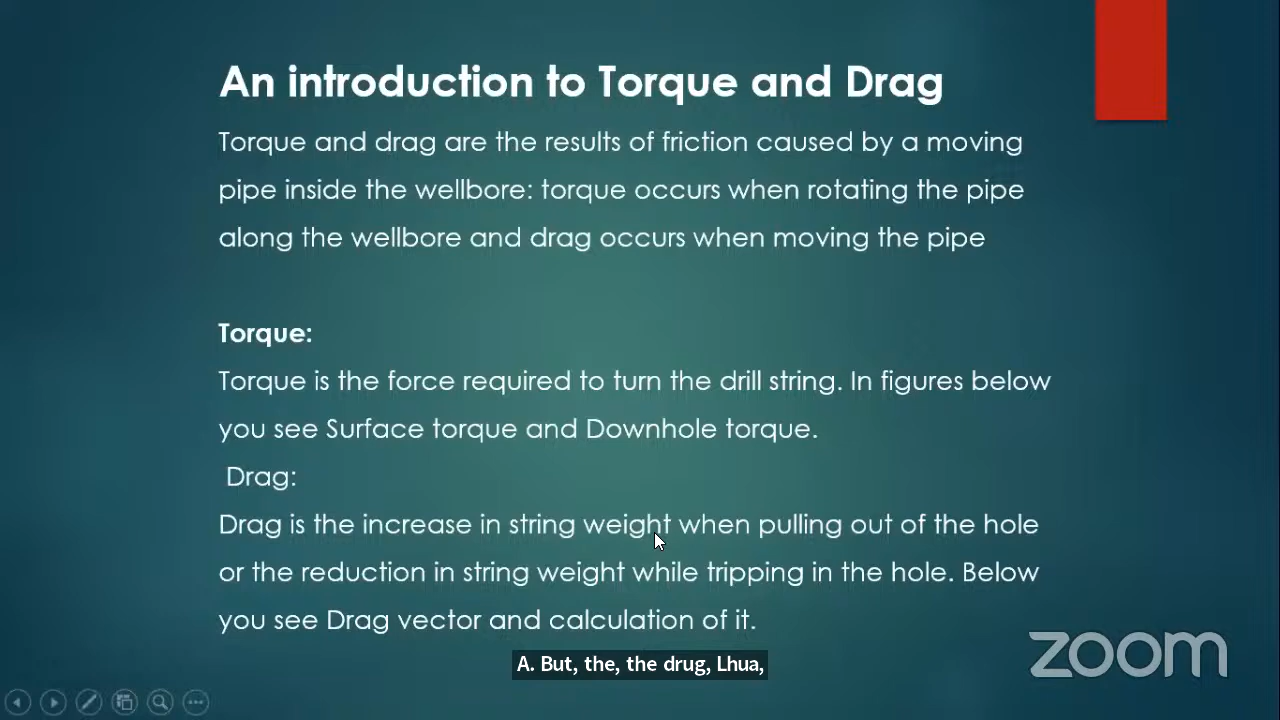 An introduction to Torque and Drag
Torque and drag are the results of friction caused by a moving
pipe inside the wellbore: torque occurs when rotating the pipe
along the wellbore and drag occurs when moving the pipe
Torque:
Torque is the force required to turn the drill string. In figures below
you see Surface torque and Downhole torque.
Drag:
Drag is the increase in string weight when pulling out of the hole
or the reduction in string weight while tripping in the hole. Below
you see Drag vector and calculation of it.
A. But, the, the drug, Lhua,
zoom